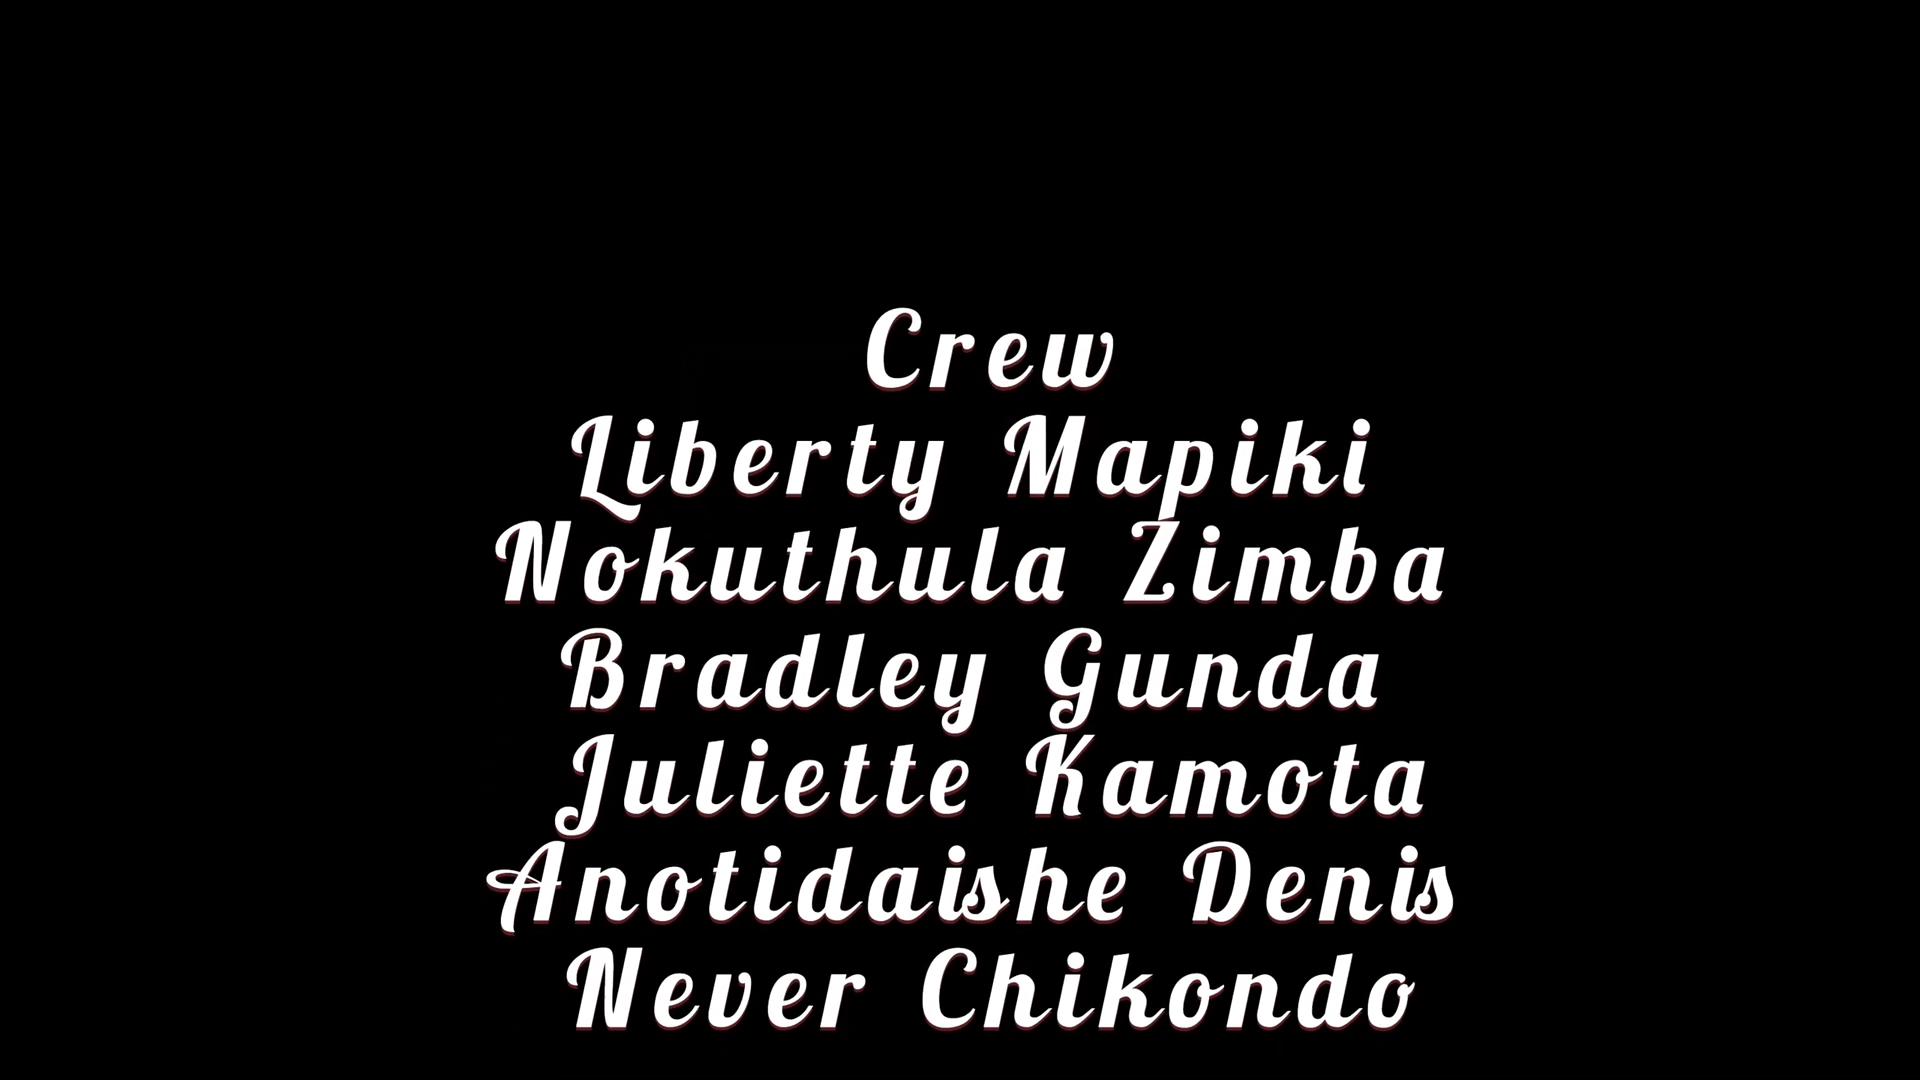 Crew
Liberty Mapiki
Nokuthula Zimba
Bradley Gunda
Juliette Kamota
Anotidaishe Denis
Never Chikondo